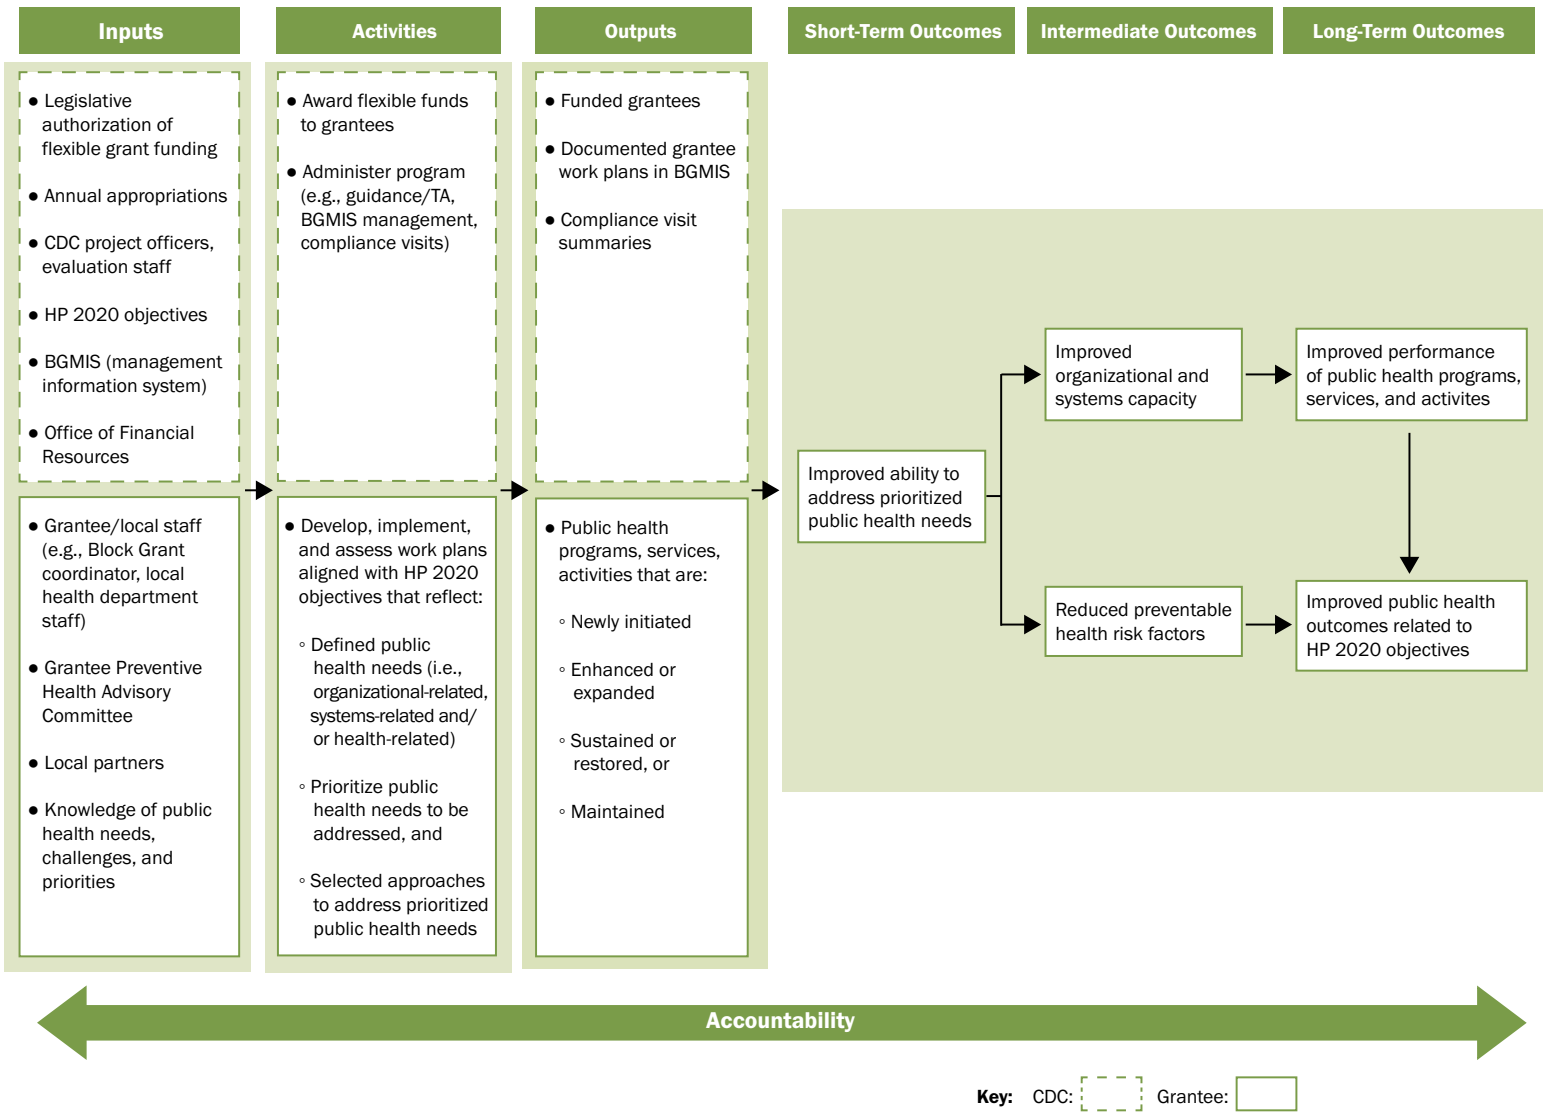 Inputs
Activities
Outputs
Short-Term Outcomes
Intermediate Outcomes
Long-Term Outcomes
● Legislative
authorization of
flexible grant funding
● Annual appropriations
● CDC project officers,
evaluation staff
● HP 2020 objectives
● BGMIS (management
information system)
● Office of Financial
Resources
● Grantee/local staff
(e.g., Block Grant
coordinator, local
health department
staff)
● Grantee Preventive
Health Advisory
Committee
● Local partners
● Knowledge of public
health needs,
challenges, and
priorities
● Award flexible funds
to grantees
● Administer program
(e.g., guidance/TA,
BGMIS management,
compliance visits)
● Develop, implement,
and assess work plans
aligned with HP 2020
objectives that reflect:
◦ Defined public
health needs (i.e.,
organizational-related,
systems-related and/
or health-related)
◦ Prioritize public
health needs to be
addressed, and
◦ Selected approaches
to address prioritized
public health needs
● Funded grantees
● Documented grantee
work plans in BGMIS
● Compliance visit
summaries
● Public health
programs, services,
activities that are:
◦ Newly initiated
◦ Enhanced or
expanded
◦ Sustained or
restored, or
◦ Maintained
Improved ability to
address prioritized
public health needs
Improved
organizational and
systems capacity
Reduced preventable
health risk factors
Improved performance
of public health programs,
services, and activites
Improved public health
outcomes related to
HP 2020 objectives
Accountability
Key: CDC: Grantee: